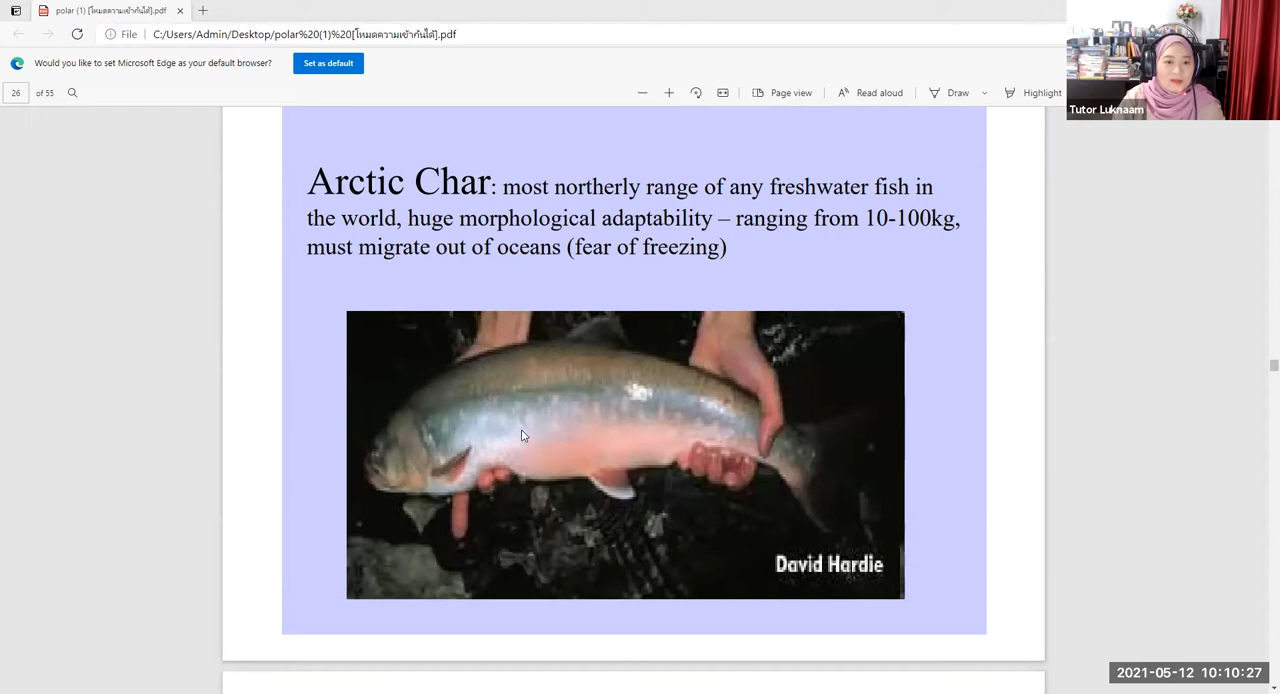 polar (1) [โหมดความเข้ากันได้].pdf
File
C:/Users/Admin/Desktop/polar%20(1)%20[โหมดความเข้ากันได้].pdf
Would you like to set Microsoft Edge as your default browser?
Set as default
26 of 55
Page view
Read aloud
Draw
Highlight
Tutor Luknaam
Arctic Char: most northerly range of any freshwater fish in
the world, huge morphological adaptability – ranging from 10-100kg,
must migrate out of oceans (fear of freezing)
David Hardie
2021-05-12 10:10:27